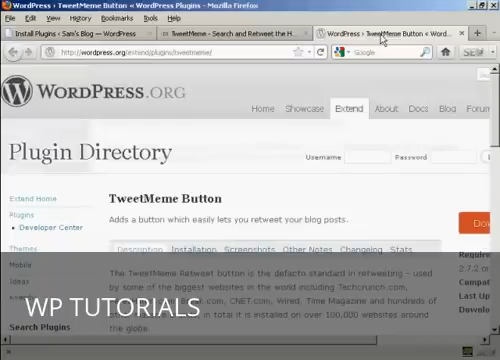 WordPress › TweetMeme Button « WordPress Plugins - Mozilla Firefox
File Edit View History Bookmarks Tools Help
Install Plugins ‹ Sam's Blog — WordPress
TweetMeme - Search and Retweet the H...
WordPress › TweetMeme Button « Word...
http://wordpress.org/extend/plugins/tweetmeme/
Google
WORDPRESS.ORG
Home Showcase Extend About Docs Blog Forum
Plugin Directory
Username Password
Extend Home
Plugins
• Developer Center
Themes
Mobile
Ideas
Search Plugins
TweetMeme Button
Adds a button which easily lets you retweet your blog posts.
Dow
Description Installation Screenshots Other Notes Changelog Stats
The TweetMeme Retweet button is the defacto standard in retweeting - used
by some of the biggest websites in the world including Techcrunch.com,
.com, CNET.com, Wired, Time Magazine and hundreds
of others. In total it is installed on over 100,000 websites around
the globe.
Requires
2.7.2 o
Compat
Last Upd
Downloa
WP TUTORIALS